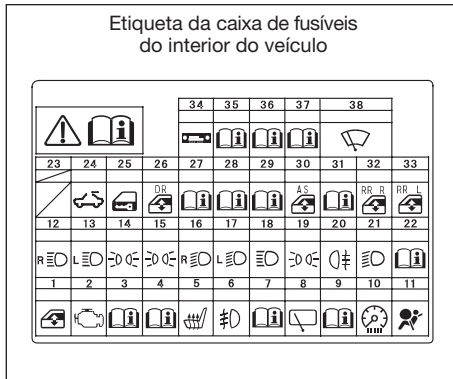 Etiqueta da caixa de fusíveis
do interior do veículo
34 35 36 37 38
23 24 25 26 27 28 29 30 31 32 33
DR AS RR R RR L
12 13 14 15 16 17 18 19 20 21 22
R L R L
1 2 3 4 5 6 7 8 9 10 11